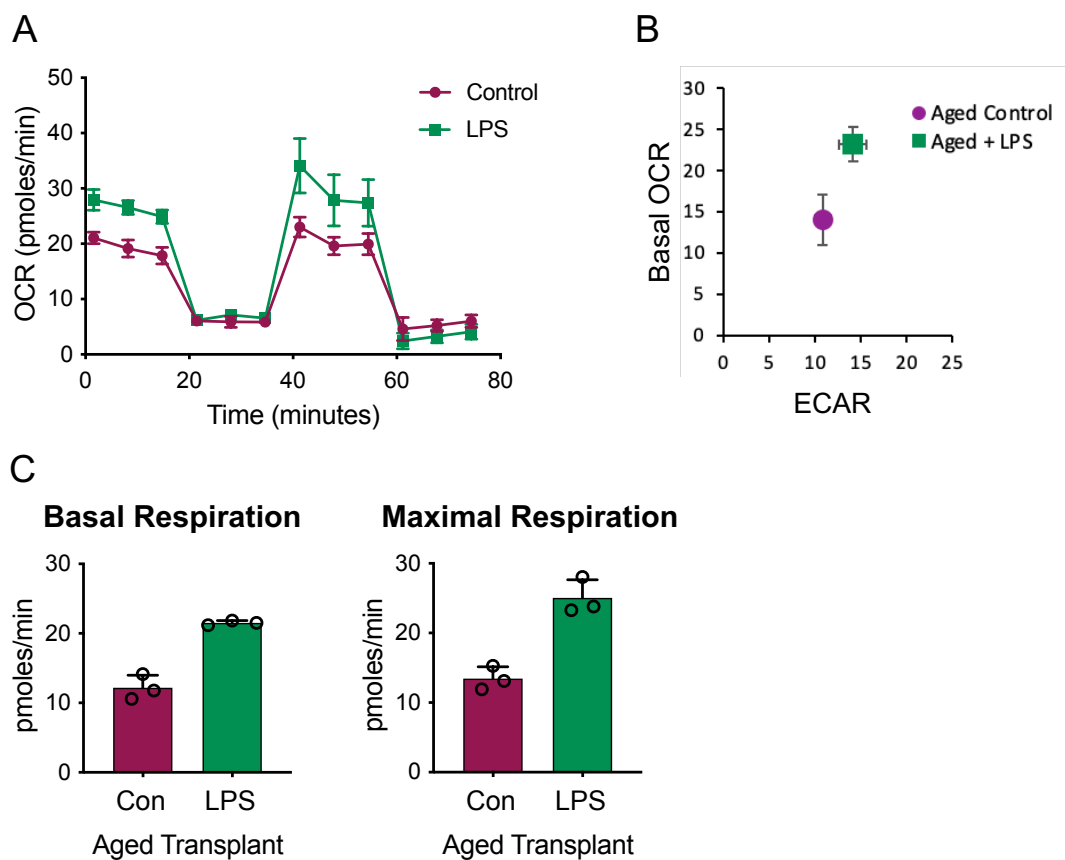 A
OCR (pmoles/min)
50
40
30
20
10
0
0 20 40 60 80
Time (minutes)
Control
LPS
B
Basal OCR
30
25
20
15
10
5
0
0 5 10 15 20 25
ECAR
Aged Control
Aged + LPS
C
Basal Respiration
pmoles/min
30
20
10
0
Con LPS
Aged Transplant
Maximal Respiration
pmoles/min
30
20
10
0
Con LPS
Aged Transplant